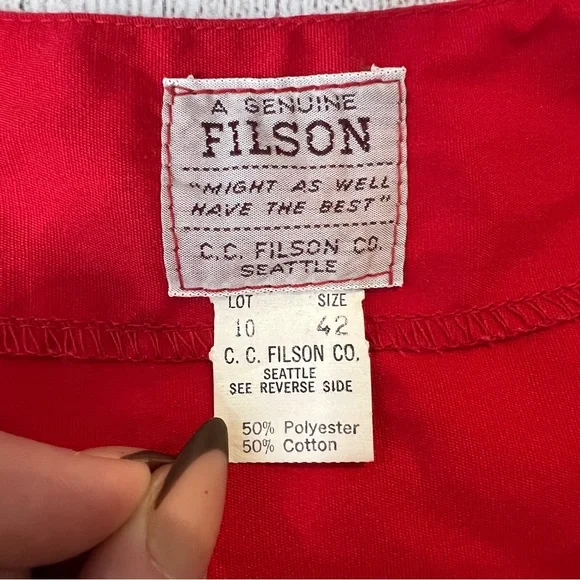 A GENUINE
FILSON
"MIGHT AS WELL
HAVE THE BEST"
C.C. FILSON CO.
SEATTLE
LOT SIZE
10 42
C. C. FILSON CO.
SEATTLE
SEE REVERSE SIDE
50% Polyester
50% Cotton